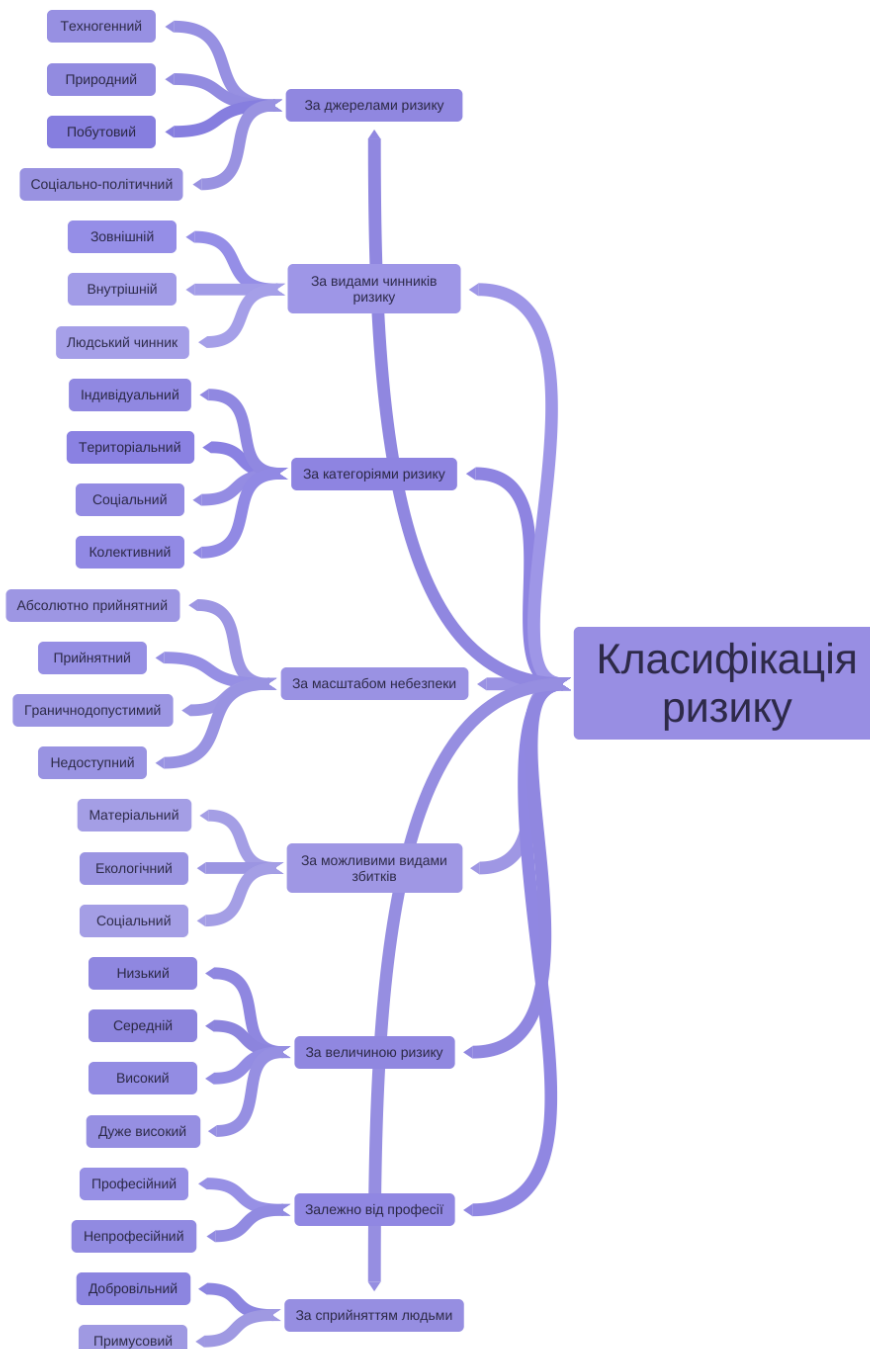 Класифікація
ризику
За джерелами ризику
Техногенний
Природний
Побутовий
Соціально-політичний
За видами чинників
ризику
Зовнішній
Внутрішній
Людський чинник
За категоріями ризику
Індивідуальний
Територіальний
Соціальний
Колективний
За масштабом небезпеки
Абсолютно прийнятний
Прийнятний
Граничнодопустимий
Недоступний
За можливими видами
збитків
Матеріальний
Екологічний
Соціальний
За величиною ризику
Низький
Середній
Високий
Дуже високий
Залежно від професії
Професійний
Непрофесійний
За сприйняттям людьми
Добровільний
Примусовий